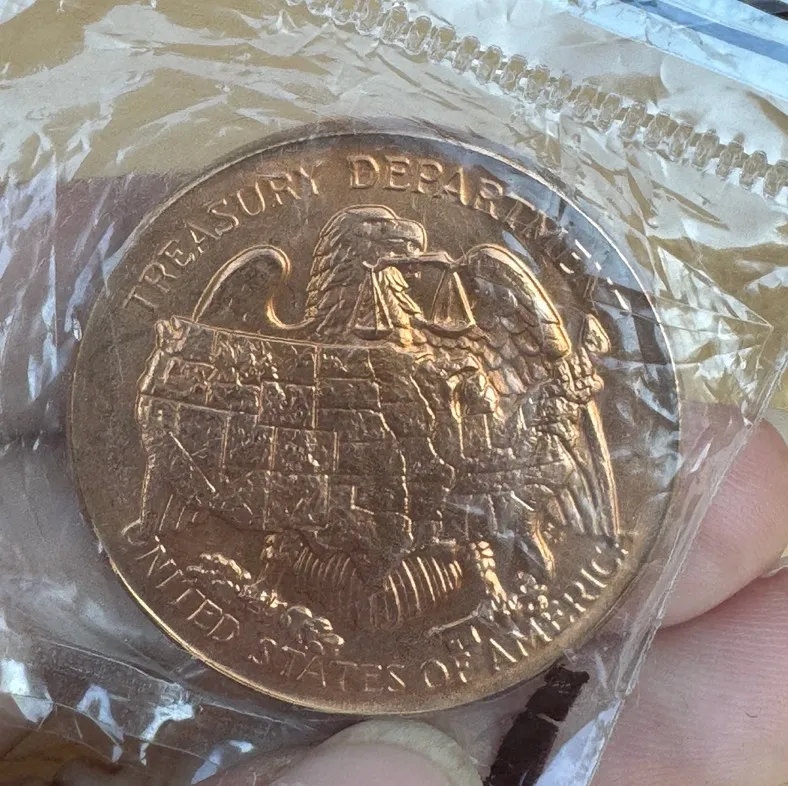 TREASURY DEPARTMENT
UNITED STATES OF AMERICA